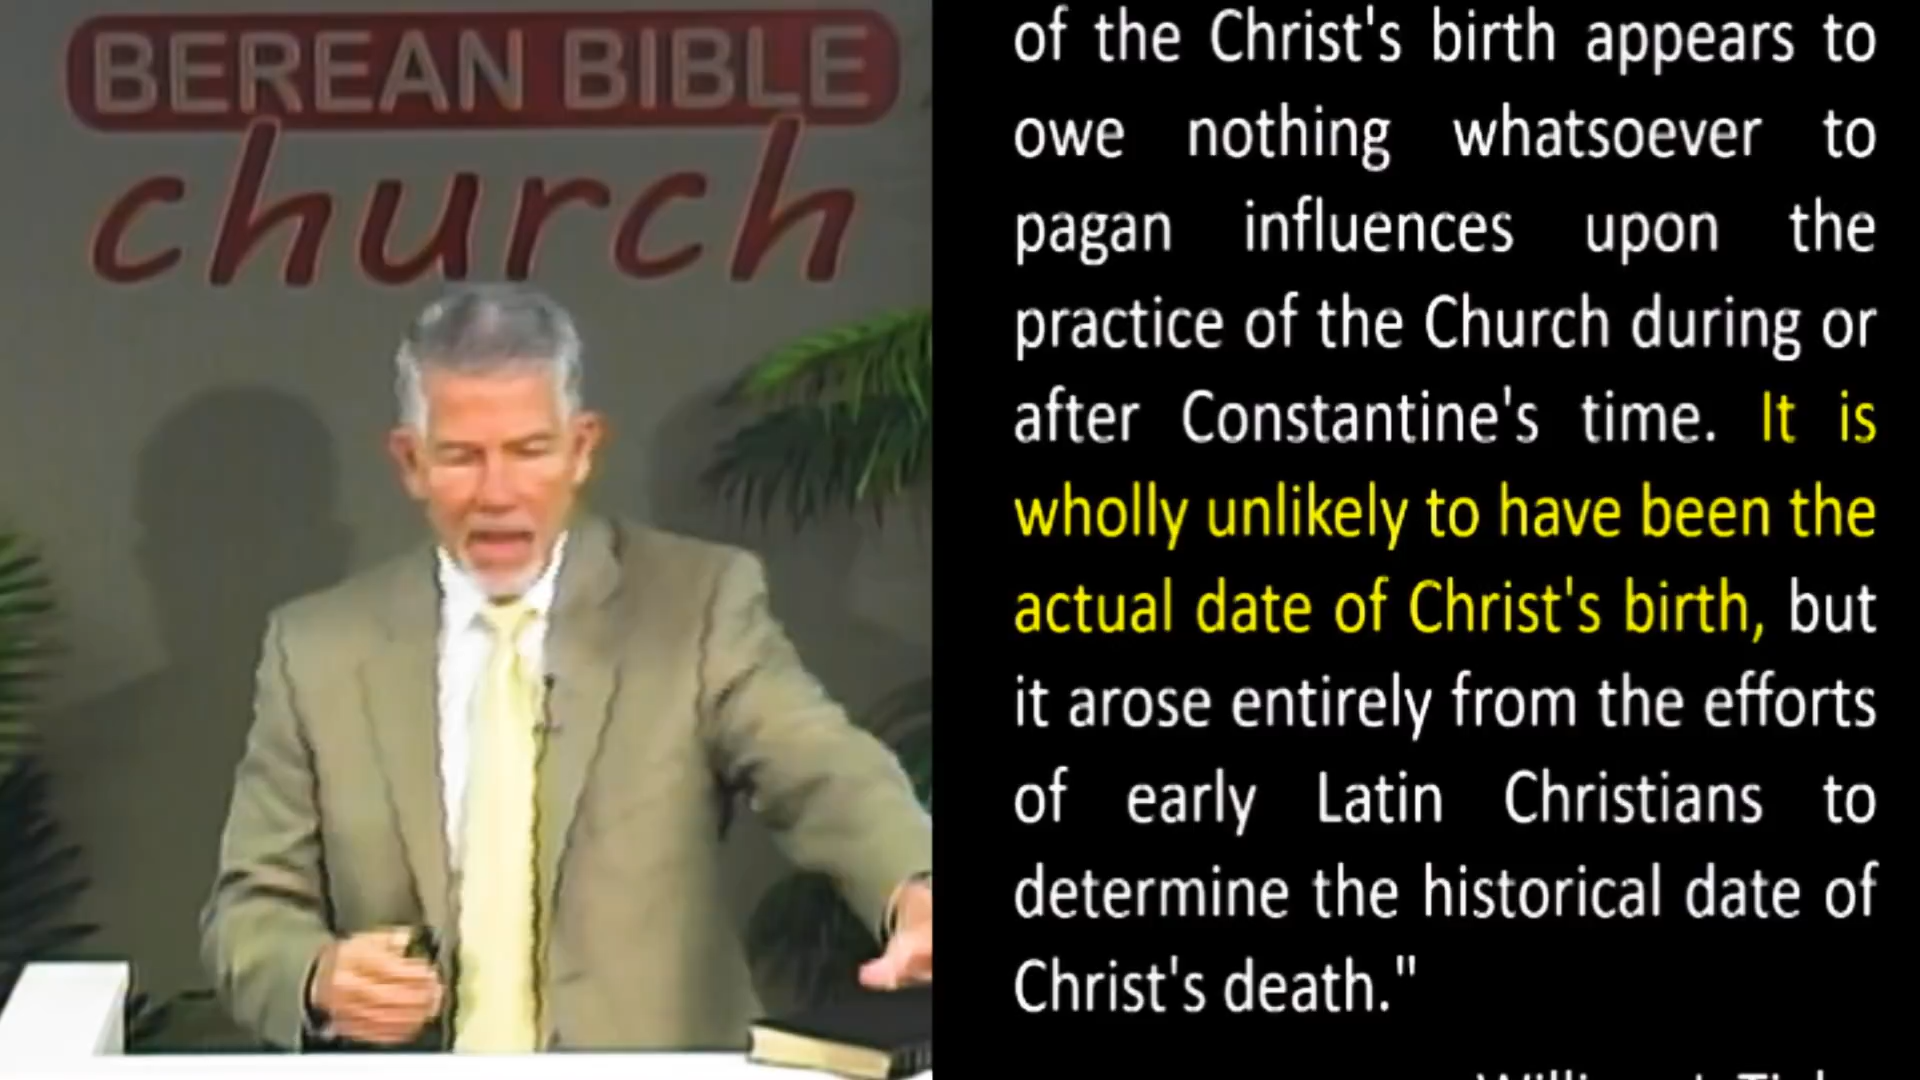 BEREAN BIBLE
church
of the Christ's birth appears to
owe nothing whatsoever to
pagan influences upon the
practice of the Church during or
after Constantine's time. It is
wholly unlikely to have been the
actual date of Christ's birth, but
it arose entirely from the efforts
of early Latin Christians to
determine the historical date of
Christ's death."